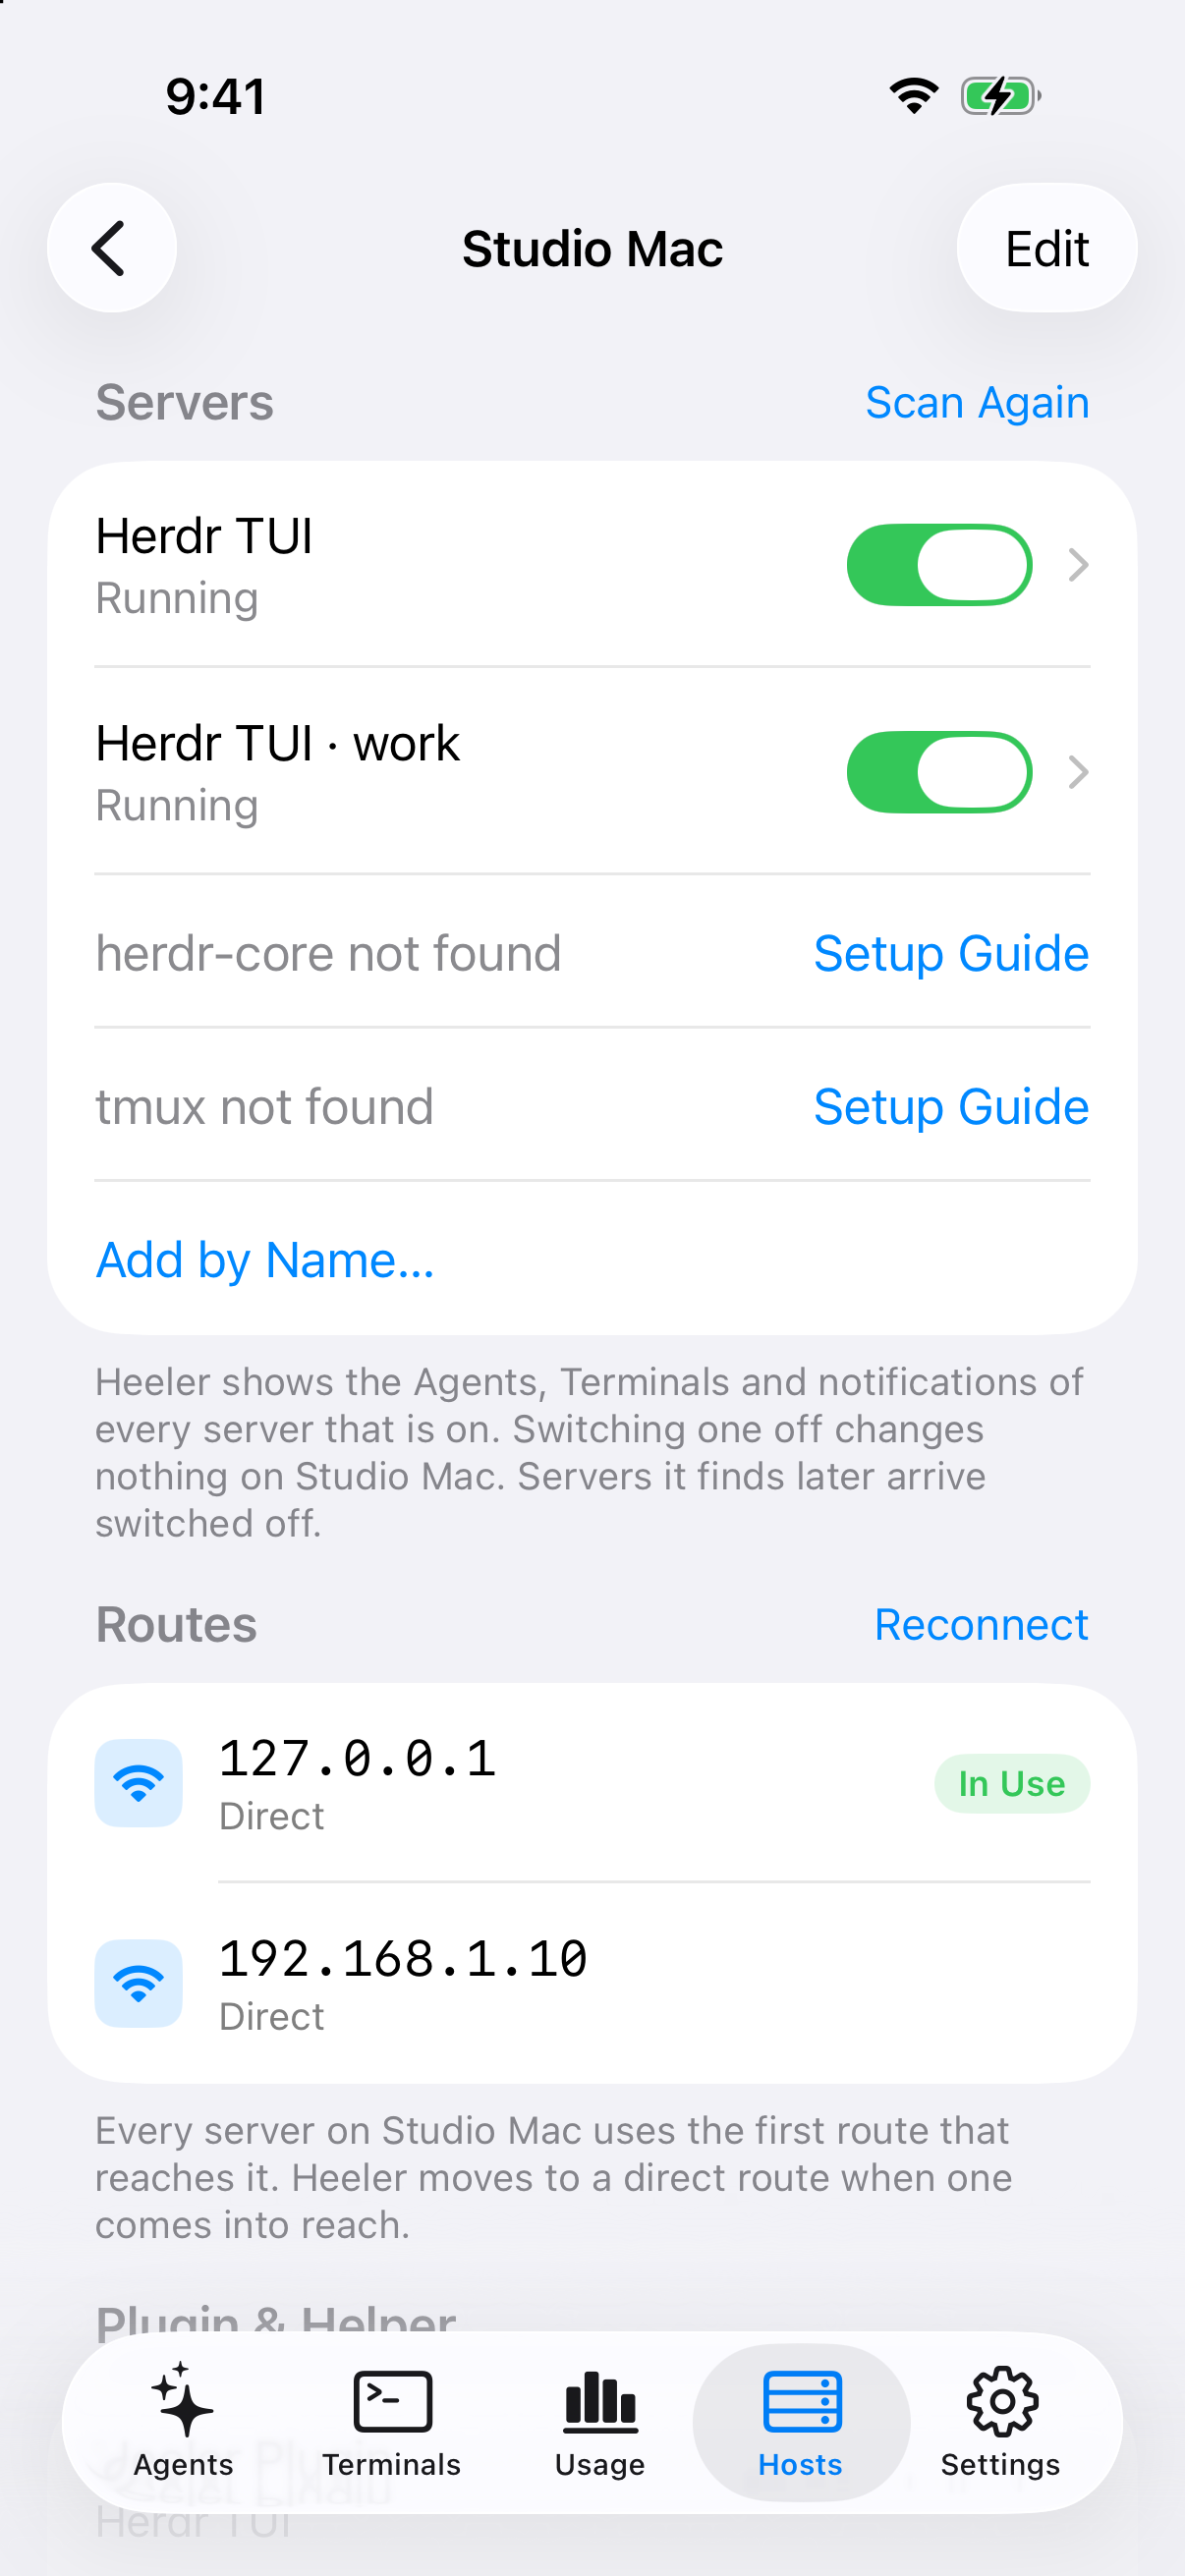 9:41
Studio Mac
Edit
Servers
Scan Again
Herdr TUI
Running
Herdr TUI · work
Running
herdr-core not found
Setup Guide
tmux not found
Setup Guide
Add by Name...
Heeler shows the Agents, Terminals and notifications of
every server that is on. Switching one off changes
nothing on Studio Mac. Servers it finds later arrive
switched off.
Routes
Reconnect
127.0.0.1
Direct
In Use
192.168.1.10
Direct
Every server on Studio Mac uses the first route that
reaches it. Heeler moves to a direct route when one
comes into reach.
Plugin & Helper
Agents
Terminals
Usage
Hosts
Settings
Herdr TUI